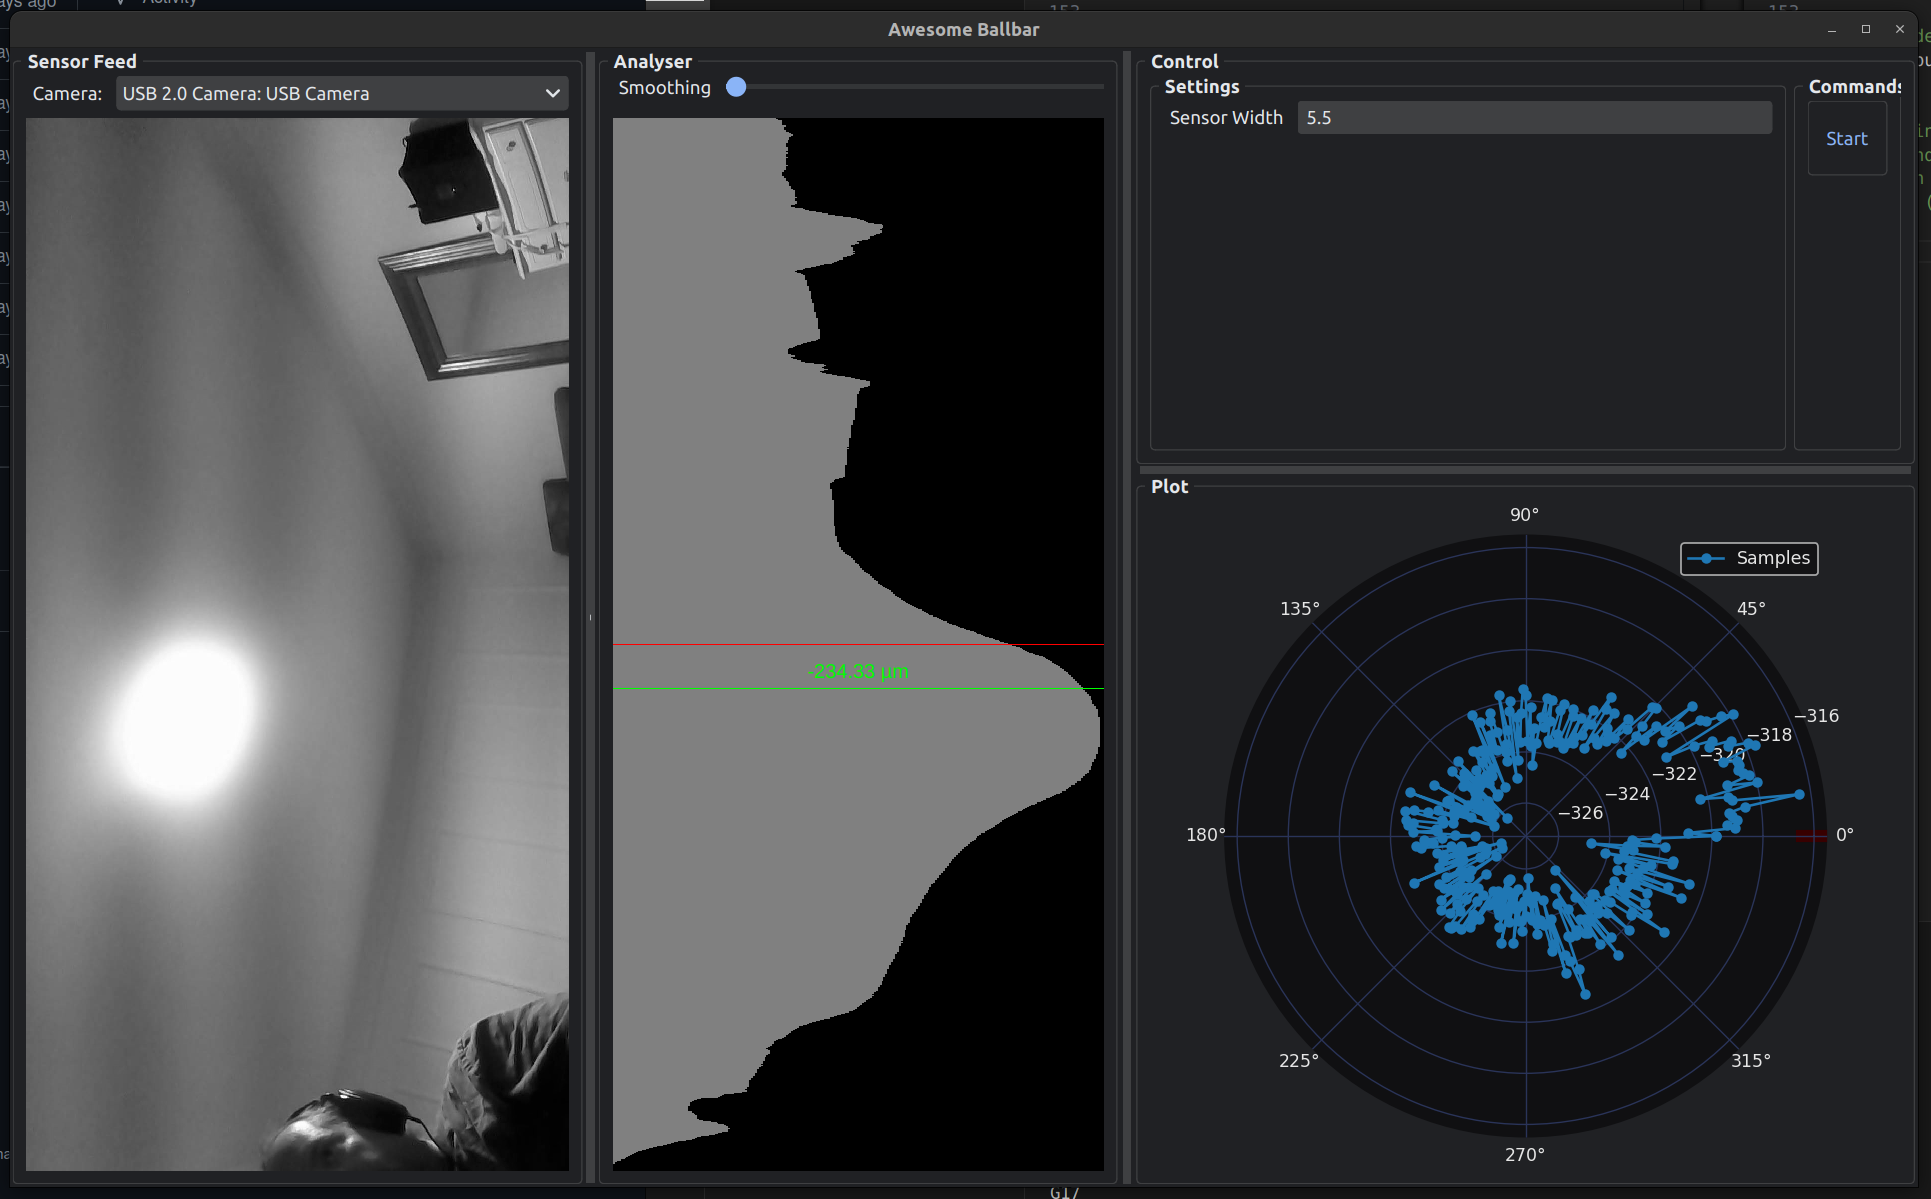 Activity
Awesome Ballbar
Sensor Feed
Camera: USB 2.0 Camera: USB Camera
Analyser
Smoothing
-234.33 µm
Control
Settings
Sensor Width 5.5
Commands
Start
Plot
Samples
90°
135°
45°
180°
0°
225°
315°
270°
−316
−318
−320
−322
−324
−326
G17